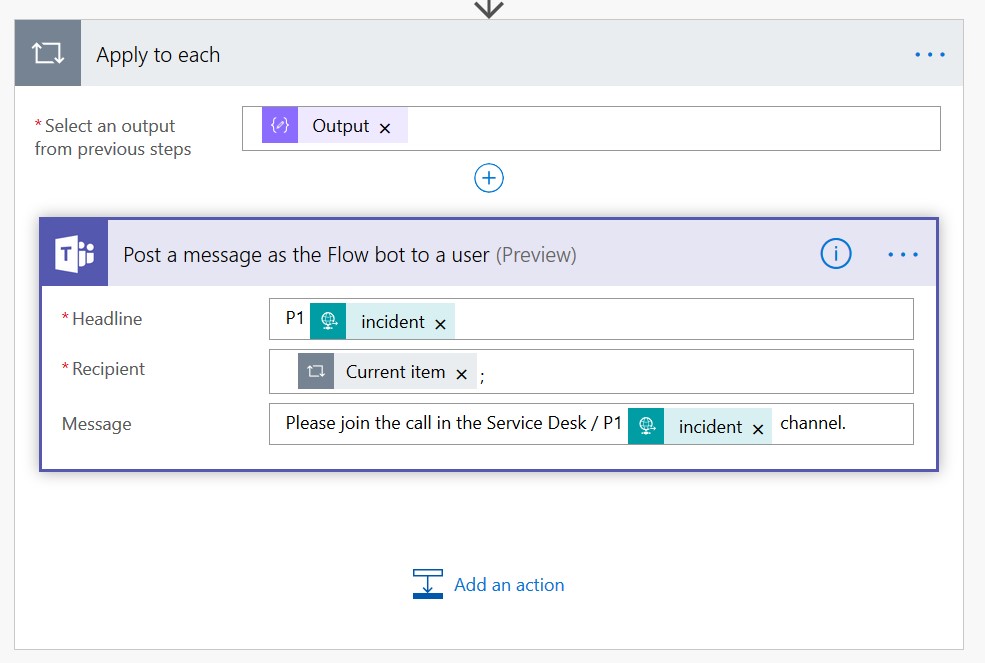 Apply to each
* Select an output
from previous steps
Output ×
Post a message as the Flow bot to a user (Preview)
* Headline
P1 incident ×
* Recipient
Current item × ;
Message
Please join the call in the Service Desk / P1 incident × channel.
Add an action